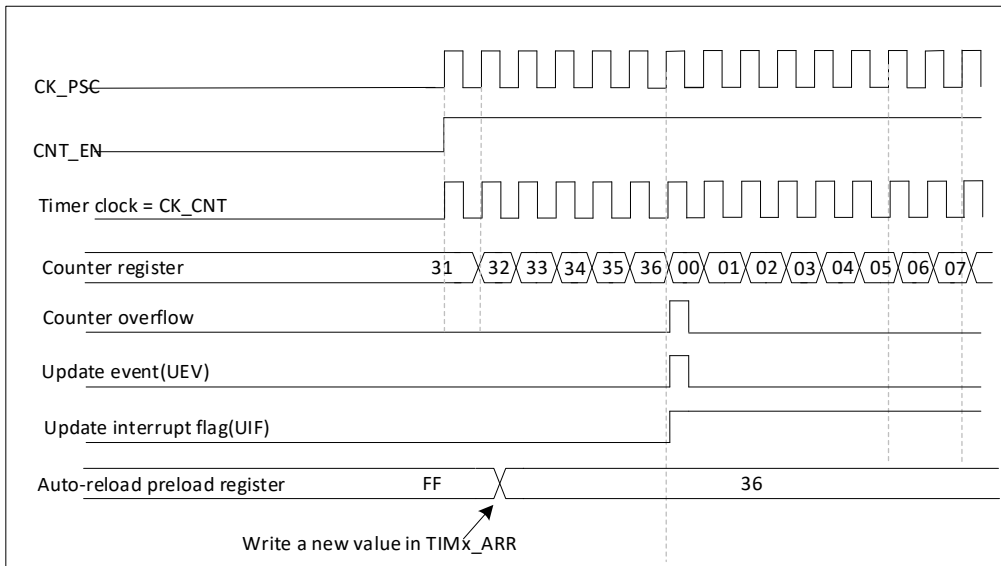 CK_PSC
CNT_EN
Timer clock = CK_CNT
Counter register 31 32 33 34 35 36 00 01 02 03 04 05 06 07
Counter overflow
Update event(UEV)
Update interrupt flag(UIF)
Auto-reload preload register FF 36
Write a new value in TIMx_ARR